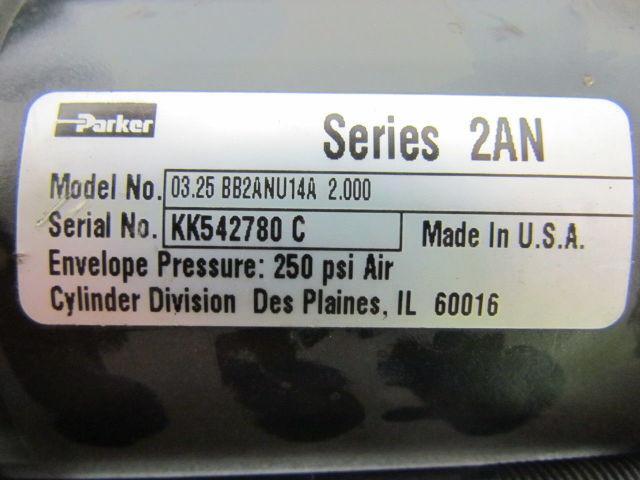 Parker
Series 2AN
Model No. 03.25 BB2ANU14A 2.000
Serial No. KK542780 C Made In U.S.A.
Envelope Pressure: 250 psi Air
Cylinder Division Des Plaines, IL 60016